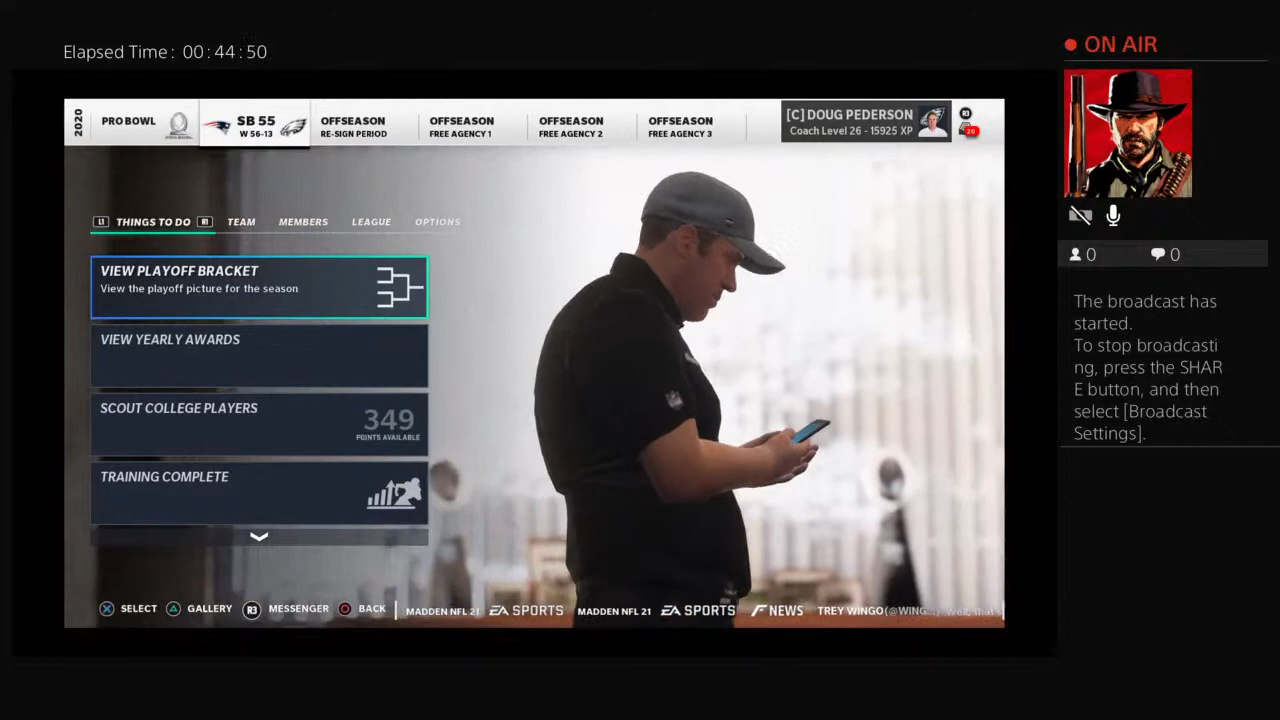 Elapsed Time: 00:44:50
ON AIR
2020
PRO BOWL
SB 55
W 56-13
OFFSEASON
RE-SIGN PERIOD
OFFSEASON
FREE AGENCY 1
OFFSEASON
FREE AGENCY 2
OFFSEASON
FREE AGENCY 3
[C] DOUG PEDERSON
Coach Level 26 - 15925 XP
R3
20
L1 THINGS TO DO R1 TEAM MEMBERS LEAGUE OPTIONS
VIEW PLAYOFF BRACKET
View the playoff picture for the season
VIEW YEARLY AWARDS
SCOUT COLLEGE PLAYERS
349
POINTS AVAILABLE
TRAINING COMPLETE
SELECT GALLERY R3 MESSENGER BACK MADDEN NFL 21 EA SPORTS MADDEN NFL 21 EA SPORTS F NEWS TREY WINGO
0 0
The broadcast has
started.
To stop broadcasti
ng, press the SHAR
E button, and then
select [Broadcast
Settings].